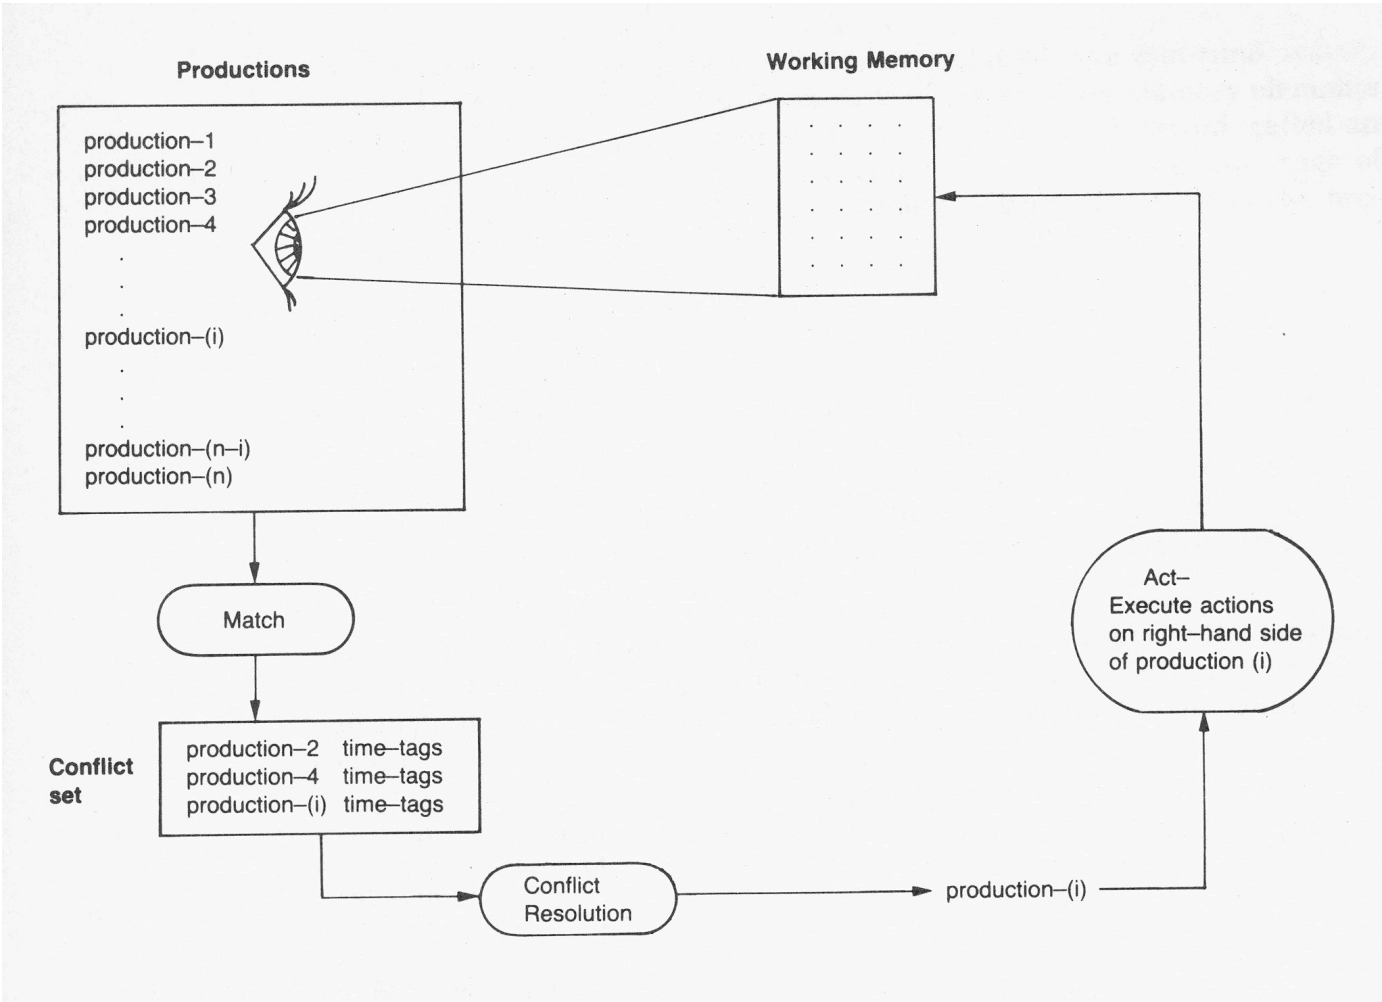 Productions
production–1
production–2
production–3
production–4
production–(i)
production–(n–i)
production–(n)
Working Memory
Match
Conflict
set
production–2 time–tags
production–4 time–tags
production–(i) time–tags
Conflict
Resolution
production–(i)
Act–
Execute actions
on right–hand side
of production (i)